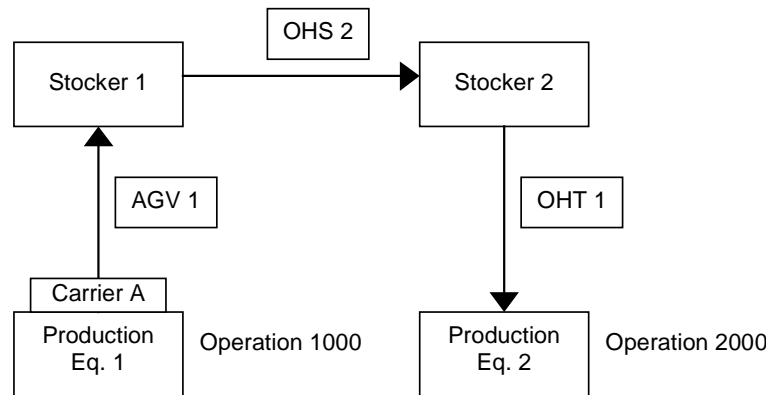 OHS 2
Stocker 1
Stocker 2
AGV 1
OHT 1
Carrier A
Production
Eq. 1
Operation 1000
Production
Eq. 2
Operation 2000